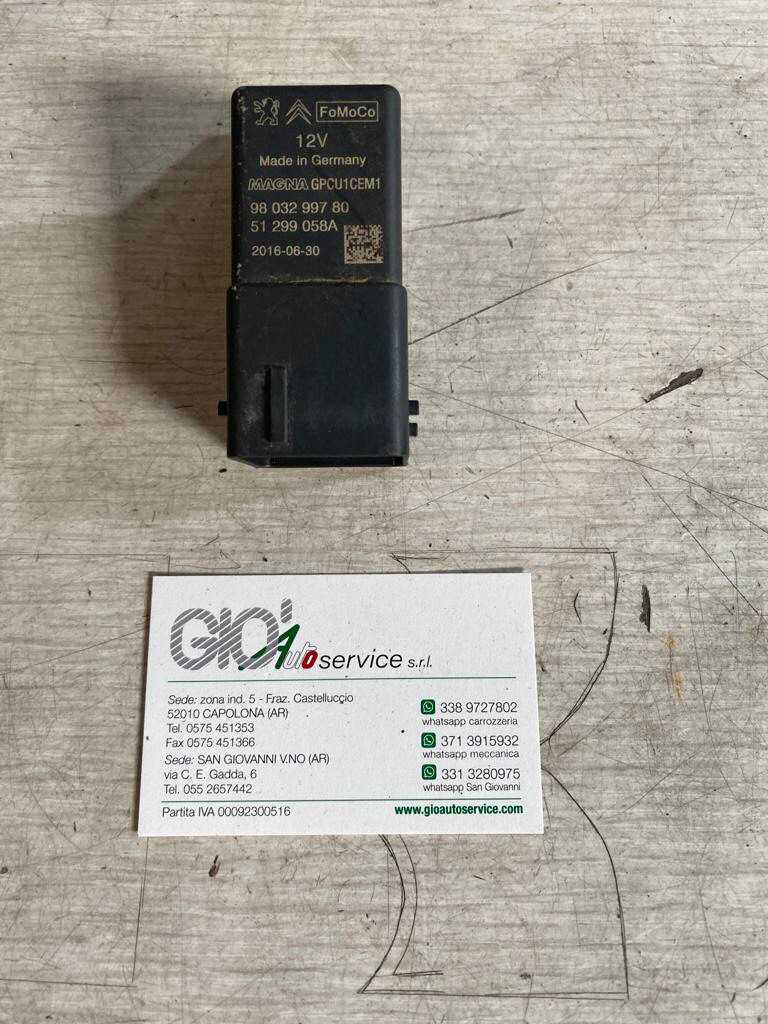 FoMoCo
12V
Made in Germany
MAGNA GPCU1CEM1
98 032 997 80
51 299 058A
2016-06-30
GIO' Auto service s.r.l.
Sede: zona ind. 5 - Fraz. Castelluccio
52010 CAPOLONA (AR)
Tel. 0575 451353
Fax 0575 451366
Sede: SAN GIOVANNI V.NO (AR)
via C. E. Gadda, 6
Tel. 055 2657442
338 9727802
whatsapp carrozzeria
371 3915932
whatsapp meccanica
331 3280975
whatsapp San Giovanni
Partita IVA 00092300516
www.gioautoservice.com